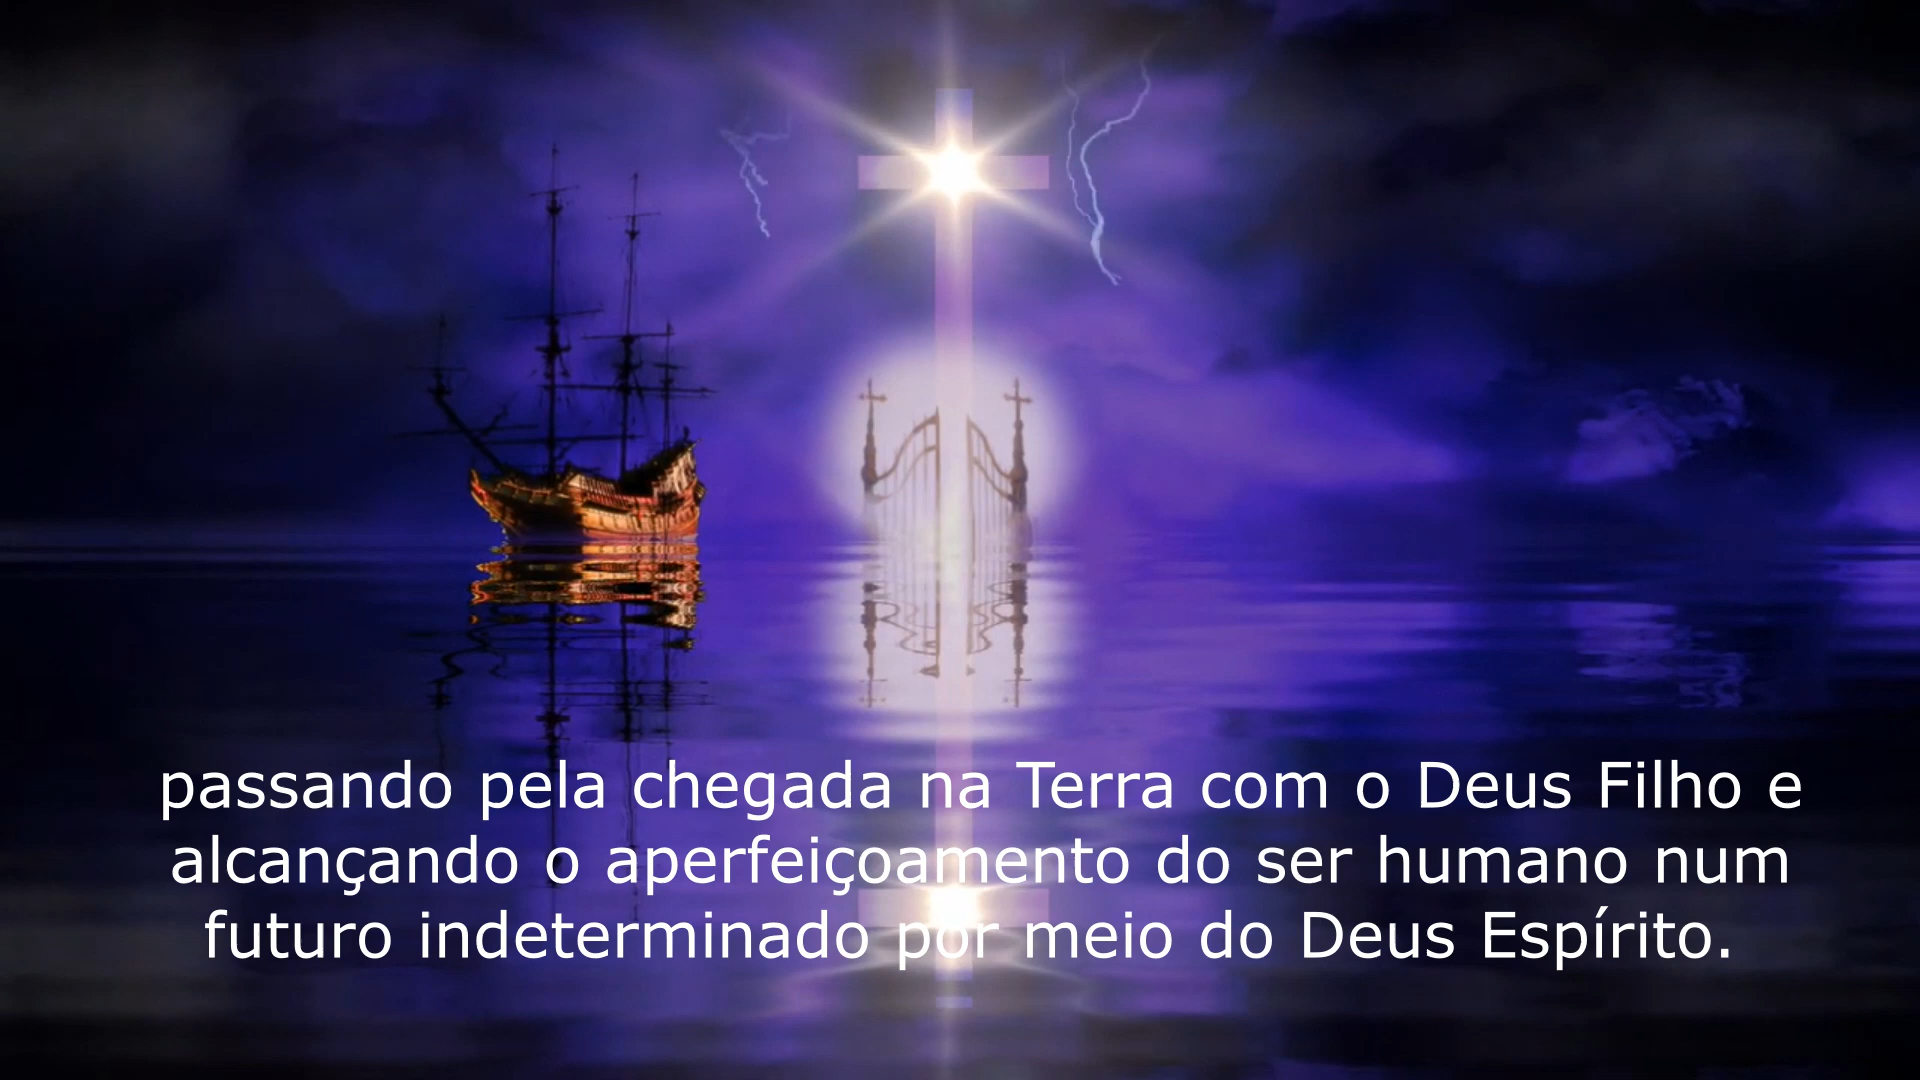 passando pela chegada na Terra com o Deus Filho e
alcançando o aperfeiçoamento do ser humano num
futuro indeterminado por meio do Deus Espírito.